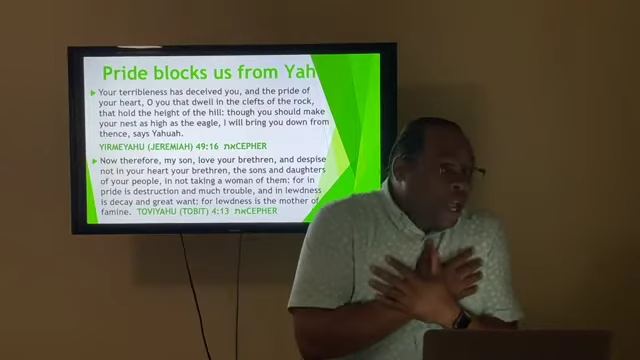 Pride blocks us from Yah
Your terribleness has deceived you, and the pride of
your heart, O you that dwell in the clefts of the rock,
that hold the height of the hill: though you should make
your nest as high as the eagle, I will bring you down from
thence, says Yahuah.
YIRMEYAHU (JEREMIAH) 49:16 את CEPHER
Now therefore, my son, love your brethren, and despise
not in your heart your brethren, the sons and daughters
of your people, in not taking a woman of them: for in
pride is destruction and much trouble, and in lewdness
is decay and great want: for lewdness is the mother of
famine. TOVIYAHU (TOBIT) 4:13 את CEPHER